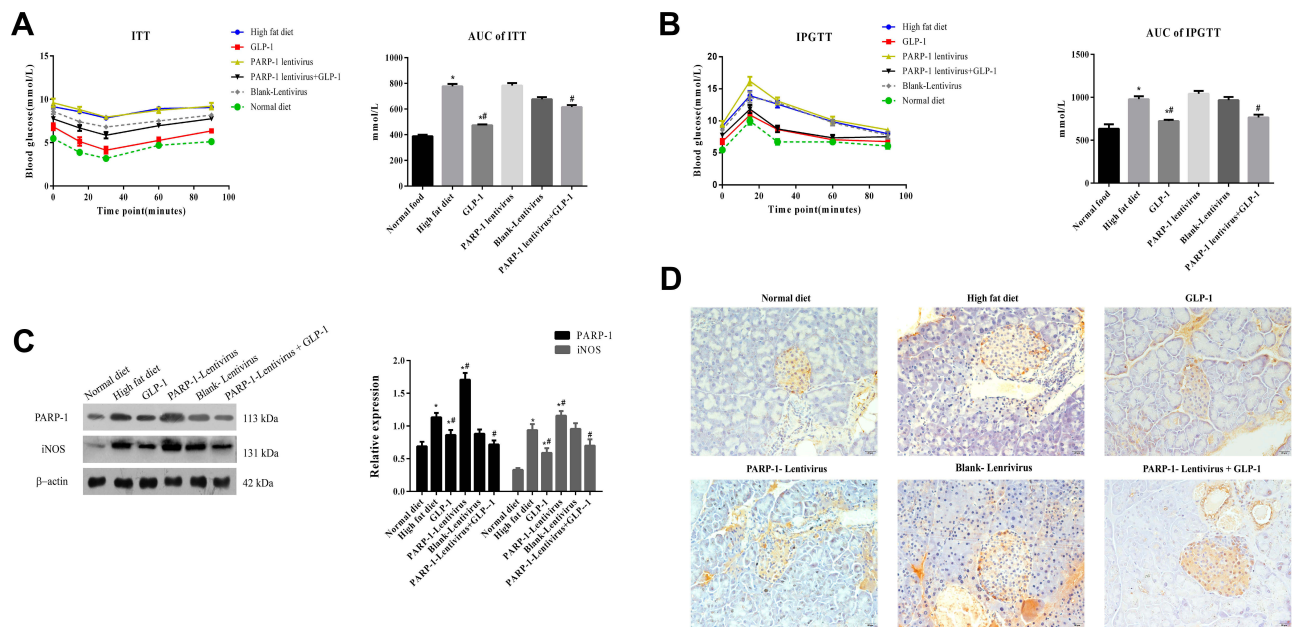 A
ITT
High fat diet
GLP-1
PARP-1 lentivirus
PARP-1 lentivirus+GLP-1
Blank-Lentivirus
Normal diet
Blood glucose(mmol/L)
15
10
5
0
0 20 40 60 80 100
Time point(minutes)
AUC of ITT
mmol/L
1000
800
600
400
200
0
*
*#
#
Normal food
High fat diet
GLP-1
PARP-1 lentivirus
Blank-Lentivirus
PARP-1 lentivirus+GLP-1
B
IPGTT
High fat diet
GLP-1
PARP-1 lentivirus
PARP-1 lentivirus+GLP-1
Blank-Lentivirus
Normal diet
Blood glucose(mmol/L)
20
15
10
5
0
0 20 40 60 80 100
Time point(minutes)
AUC of IPGTT
mmol/L
1500
1000
500
0
*
*#
#
Normal food
High fat diet
GLP-1
PARP-1 lentivirus
Blank-Lentivirus
PARP-1 lentivirus+GLP-1
C
Normal diet
High fat diet
GLP-1
PARP-1-Lentivirus
Blank- Lentivirus
PARP-1-Lentivirus + GLP-1
PARP-1 113 kDa
iNOS 131 kDa
β-actin 42 kDa
PARP-1
iNOS
Relative expression
2.0
1.5
1.0
0.5
0.0
*
*#
*#
#
*
*#
*#
#
Normal diet
High fat diet
GLP-1
PARP-1-Lentivirus
Blank-Lentivirus
PARP-1-Lentivirus+GLP-1
Normal diet
High fat diet
GLP-1
PARP-1-Lentivirus
Blank-Lentivirus
PARP-1-Lentivirus+GLP-1
D
Normal diet
High fat diet
GLP-1
PARP-1- Lentivirus
Blank- Lenrivirus
PARP-1- Lentivirus + GLP-1